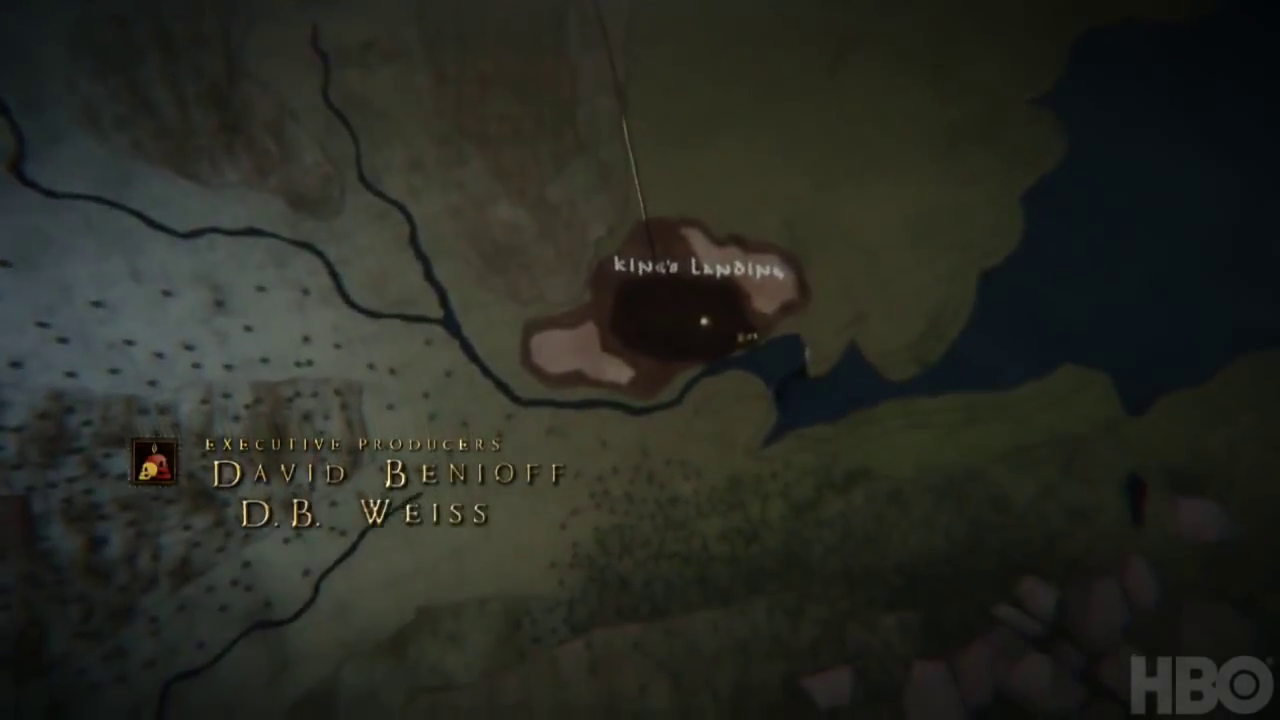 KING'S LANDING
EXECUTIVE PRODUCERS
DAVID BENIOFF
D.B. WEISS
HBO